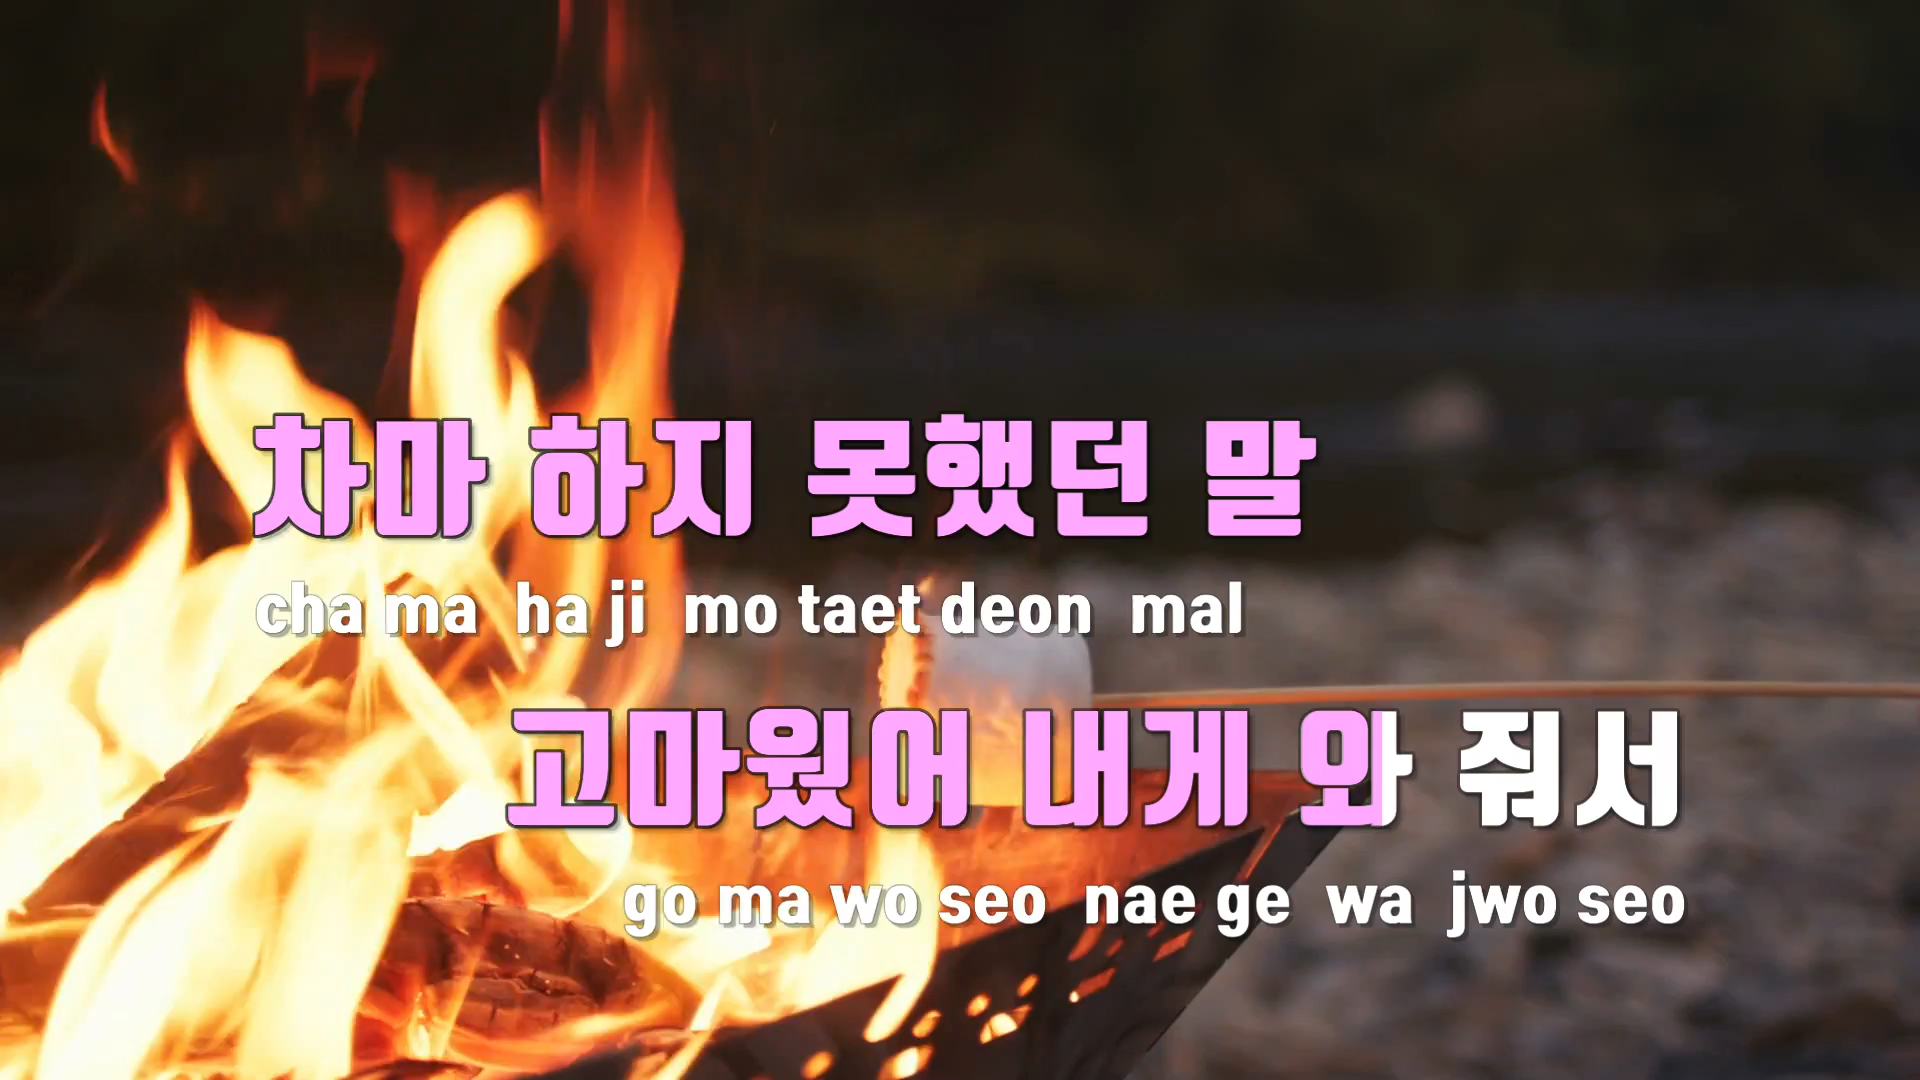 차마 하지 못했던 말
cha ma ha ji mo taet deon mal
고마웠어 내게 와 줘서
go ma wo seo nae ge wa jwo seo